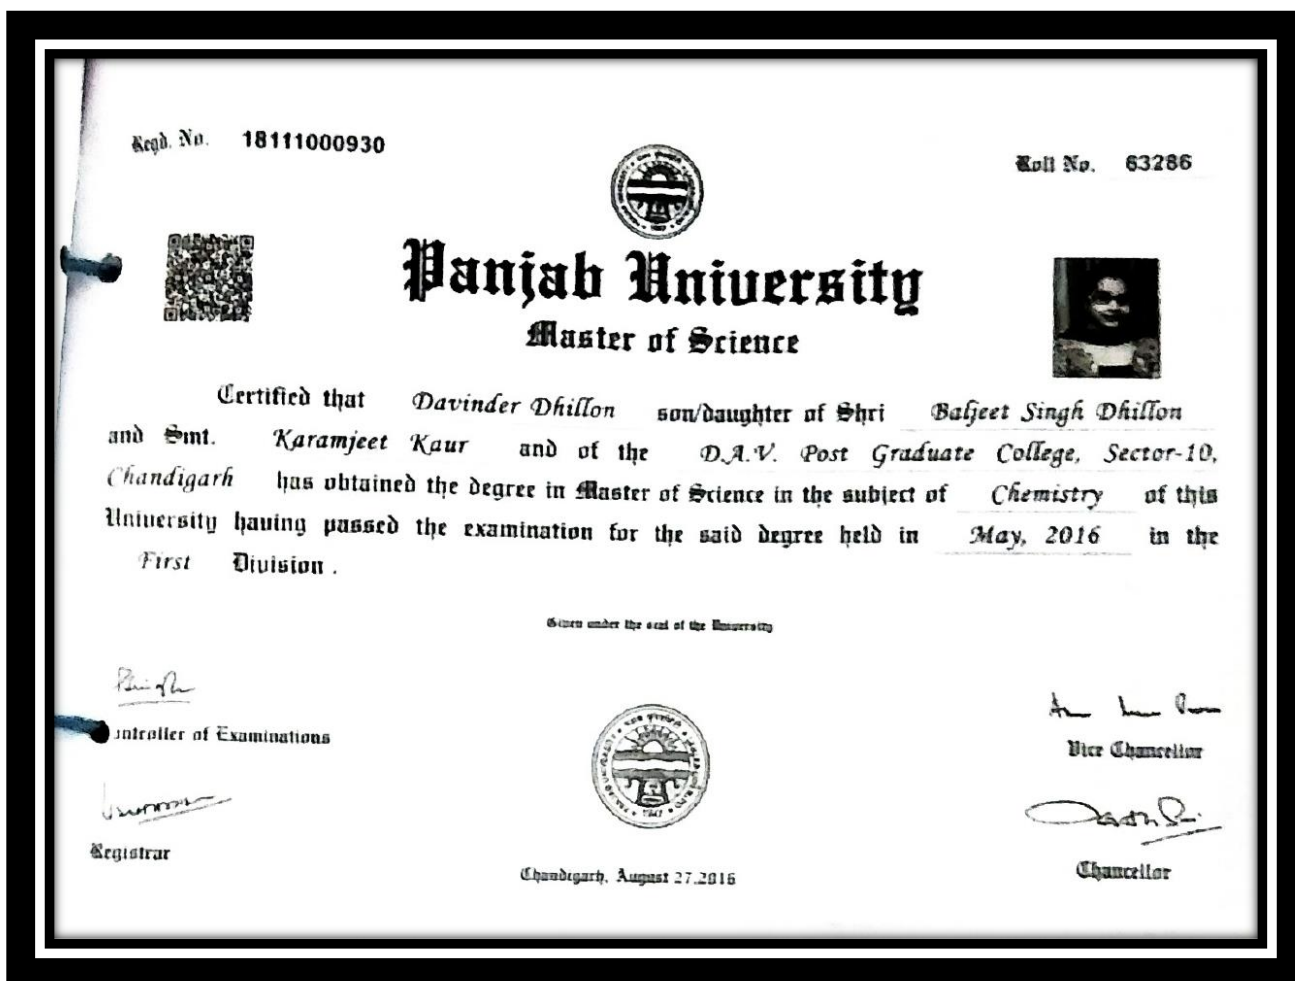 Regd. No. 18111000930
Roll No. 63286
Panjab University
Master of Science
Certified that Davinder Dhillon son/daughter of Shri Baljeet Singh Dhillon
and Smt. Karamjeet Kaur and of the D.A.V. Post Graduate College, Sector-10,
Chandigarh has obtained the degree in Master of Science in the subject of Chemistry of this
University having passed the examination for the said degree held in May, 2016 in the
First Division .
Given under the seal of the University
ontroller of Examinations
Vice Chancellor
Registrar
Chancellor
1947
Chandigarh, August 27,2016